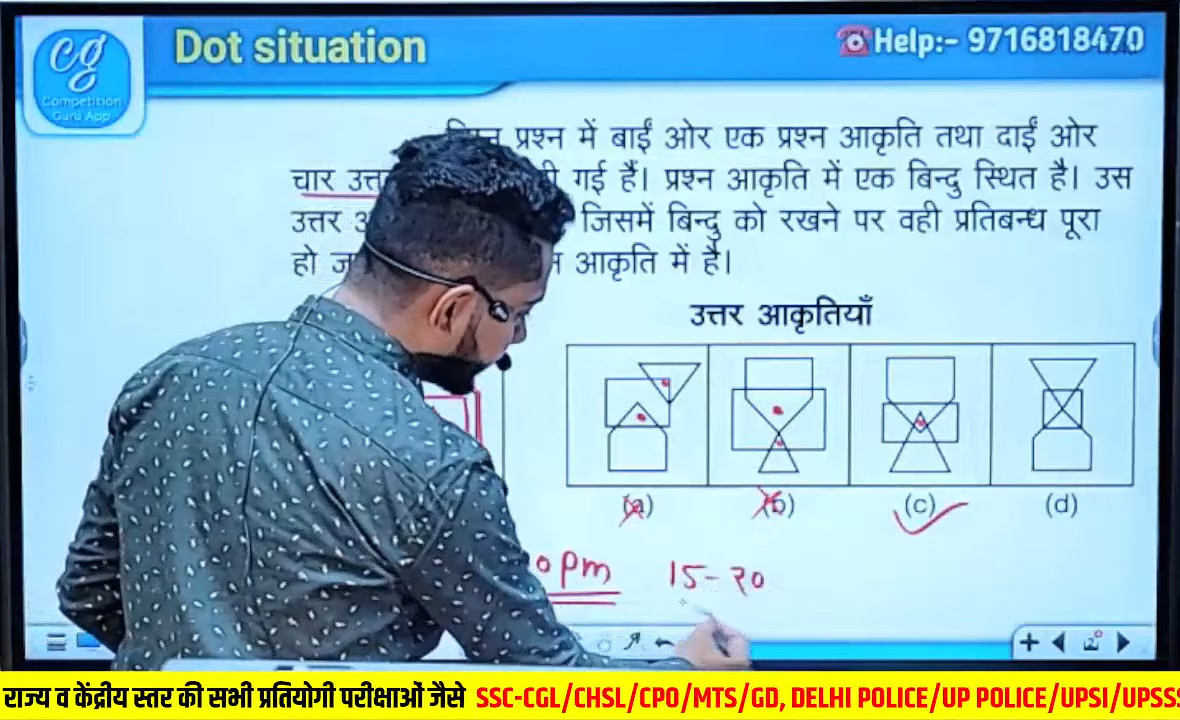 cg
Competition
Guru App
Dot situation
☎Help:- 9716818470
प्रश्न में बाईं ओर एक प्रश्न आकृति तथा दाईं ओर
चार गई हैं। प्रश्न आकृति में एक बिन्दु स्थित है। उस
उत्तर जिसमें बिन्दु को रखने पर वही प्रतिबन्ध पूरा
हो आकृति में है।
उत्तर आकृतियाँ
(a) (b) (c) (d)
pm 15-20
राज्य व केंद्रीय स्तर की सभी प्रतियोगी परीक्षाओं जैसे SSC-CGL/CHSL/CPO/MTS/GD, DELHI POLICE/UP POLICE/UPSI/UPSSS